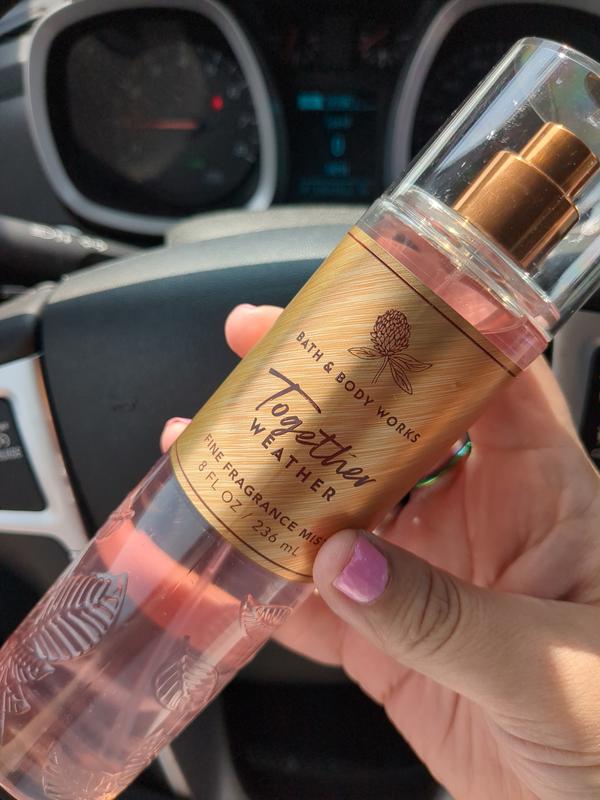 BATH & BODY WORKS
Together
WEATHER
FINE FRAGRANCE MIST
8 FL OZ / 236 mL